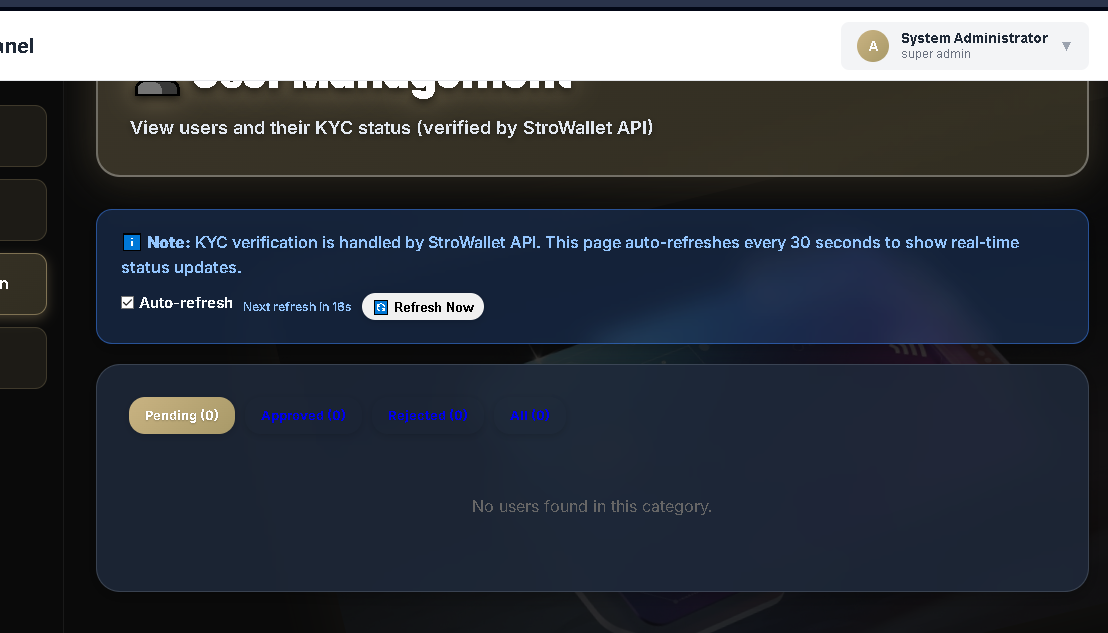 anel
A
System Administrator
super admin
▼
User Management
View users and their KYC status (verified by StroWallet API)
Note: KYC verification is handled by StroWallet API. This page auto-refreshes every 30 seconds to show real-time
status updates.
Auto-refresh Next refresh in 16s Refresh Now
Pending (0) Approved (0) Rejected (0) All (0)
n
No users found in this category.